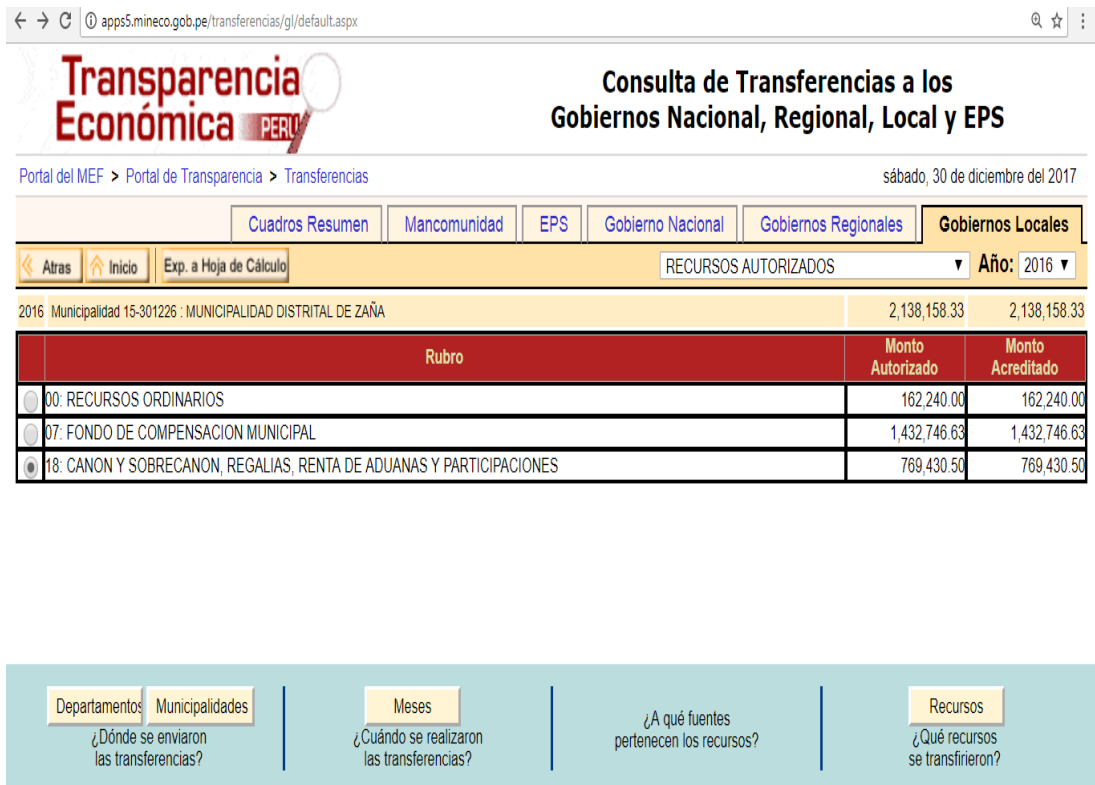 apps5.mineco.gob.pe/transferencias/gl/default.aspx
Transparencia
Económica PERU
Consulta de Transferencias a los
Gobiernos Nacional, Regional, Local y EPS
Portal del MEF > Portal de Transparencia > Transferencias
sábado, 30 de diciembre del 2017
Cuadros Resumen Mancomunidad EPS Gobierno Nacional Gobiernos Regionales Gobiernos Locales
Atras Inicio Exp. a Hoja de Cálculo RECURSOS AUTORIZADOS Año: 2016
2016 Municipalidad 15-301226 : MUNICIPALIDAD DISTRITAL DE ZAÑA 2,138,158.33 2,138,158.33
Rubro Monto Autorizado Monto Acreditado
00: RECURSOS ORDINARIOS 162,240.00 162,240.00
07: FONDO DE COMPENSACION MUNICIPAL 1,432,746.63 1,432,746.63
18: CANON Y SOBRECANON, REGALIAS, RENTA DE ADUANAS Y PARTICIPACIONES 769,430.50 769,430.50
Departamentos Municipalidades
¿Dónde se enviaron
las transferencias?
Meses
¿Cuándo se realizaron
las transferencias?
¿A qué fuentes
pertenecen los recursos?
Recursos
¿Qué recursos
se transfirieron?